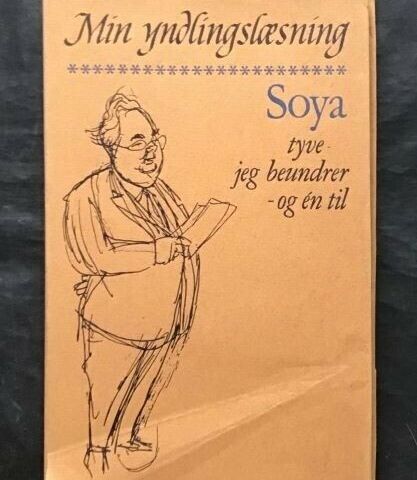 Min yndlingslæsning
*********************
Soya
tyve
jeg beundrer
- og én til